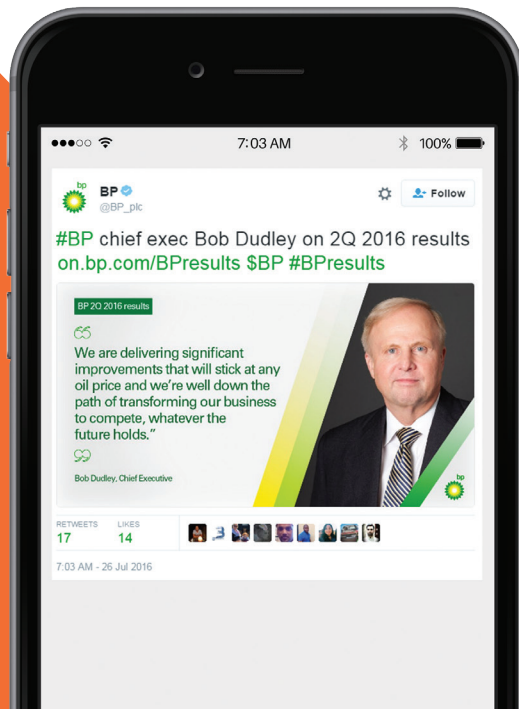 7:03 AM
100%
bp
BP
@BP_plc
Follow
#BP chief exec Bob Dudley on 2Q 2016 results
on.bp.com/BPresults $BP #BPresults
BP 2Q 2016 results
“
We are delivering significant
improvements that will stick at any
oil price and we’re well down the
path of transforming our business
to compete, whatever the
future holds.”
”
Bob Dudley, Chief Executive
bp
RETWEETS LIKES
17 14
7:03 AM - 26 Jul 2016